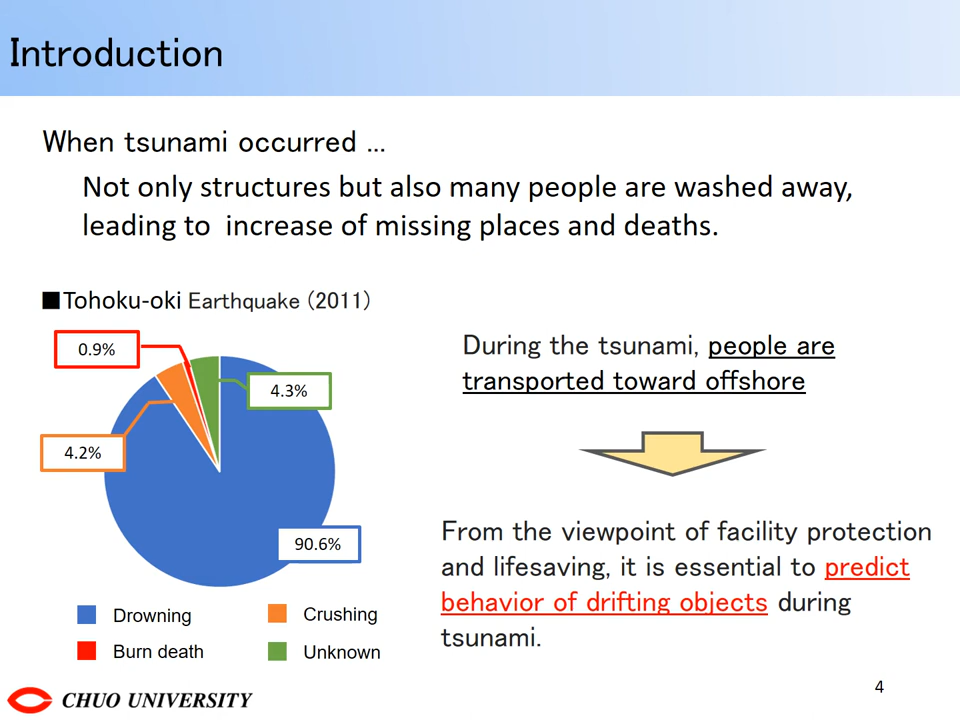 Introduction
When tsunami occurred …
Not only structures but also many people are washed away,
leading to increase of missing places and deaths.
■Tohoku-oki Earthquake (2011)
0.9%
4.3%
4.2%
90.6%
Drowning
Crushing
Burn death
Unknown
During the tsunami, people are
transported toward offshore
From the viewpoint of facility protection
and lifesaving, it is essential to predict
behavior of drifting objects during
tsunami.
CHUO UNIVERSITY
4